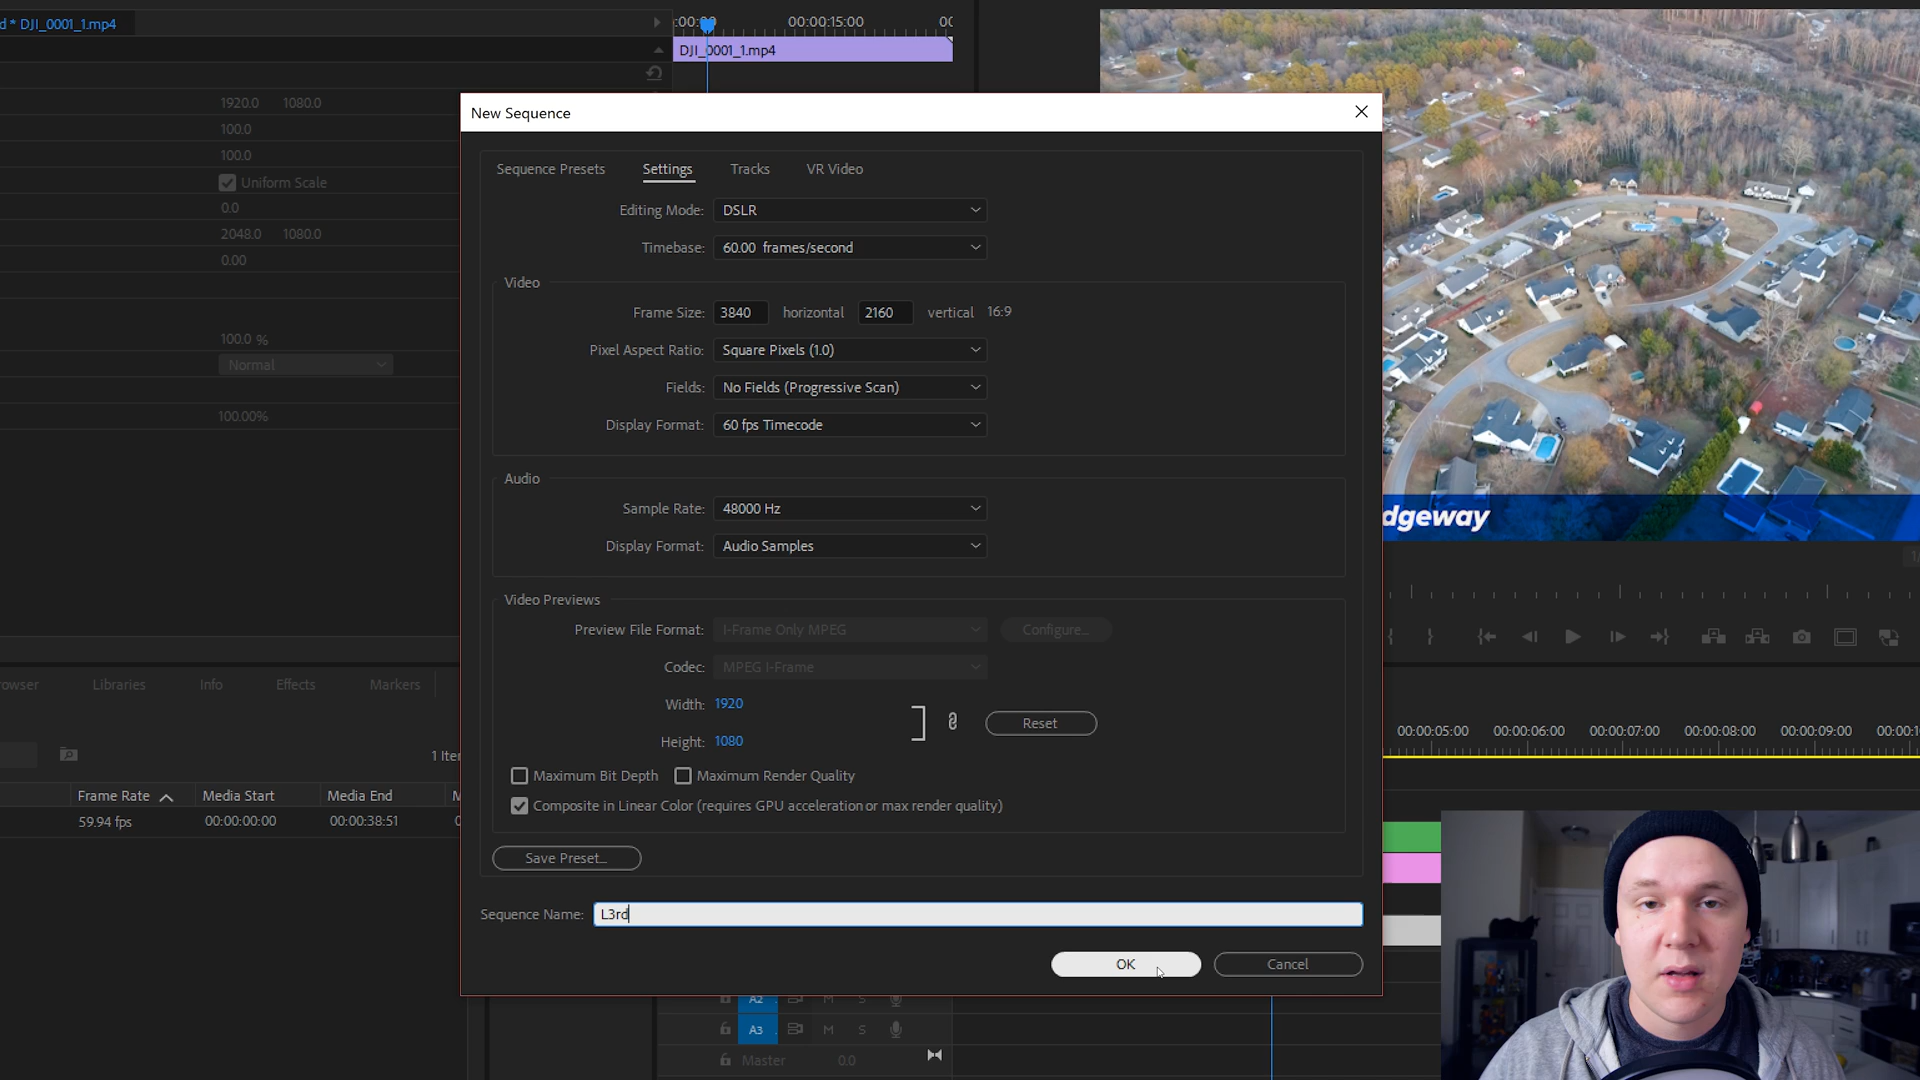 d * DJI_0001_1.mp4
:00:00
00:00:15:00
DJI_0001_1.mp4
1920.0 1080.0
100.0
100.0
Uniform Scale
0.0
2048.0 1080.0
0.00
100.0 %
Normal
100.00%
New Sequence
Sequence Presets Settings Tracks VR Video
Editing Mode: DSLR
Timebase: 60.00 frames/second
Video
Frame Size: 3840 horizontal 2160 vertical 16:9
Pixel Aspect Ratio: Square Pixels (1.0)
Fields: No Fields (Progressive Scan)
Display Format: 60 fps Timecode
Audio
Sample Rate: 48000 Hz
Display Format: Audio Samples
Video Previews
Preview File Format: I-Frame Only MPEG Configure...
Codec: MPEG I-Frame
Width: 1920
Height: 1080
Reset
Maximum Bit Depth Maximum Render Quality
Composite in Linear Color (requires GPU acceleration or max render quality)
Save Preset...
Sequence Name: L3rd
OK Cancel
dgeway
owser Libraries Info Effects Markers
1 Iter
Frame Rate Media Start Media End
59.94 fps 00:00:00:00 00:00:38:51
00:00:05:00 00:00:06:00 00:00:07:00 00:00:08:00 00:00:09:00 00:00:1
A2 M S
A3 M S
Master 0.0